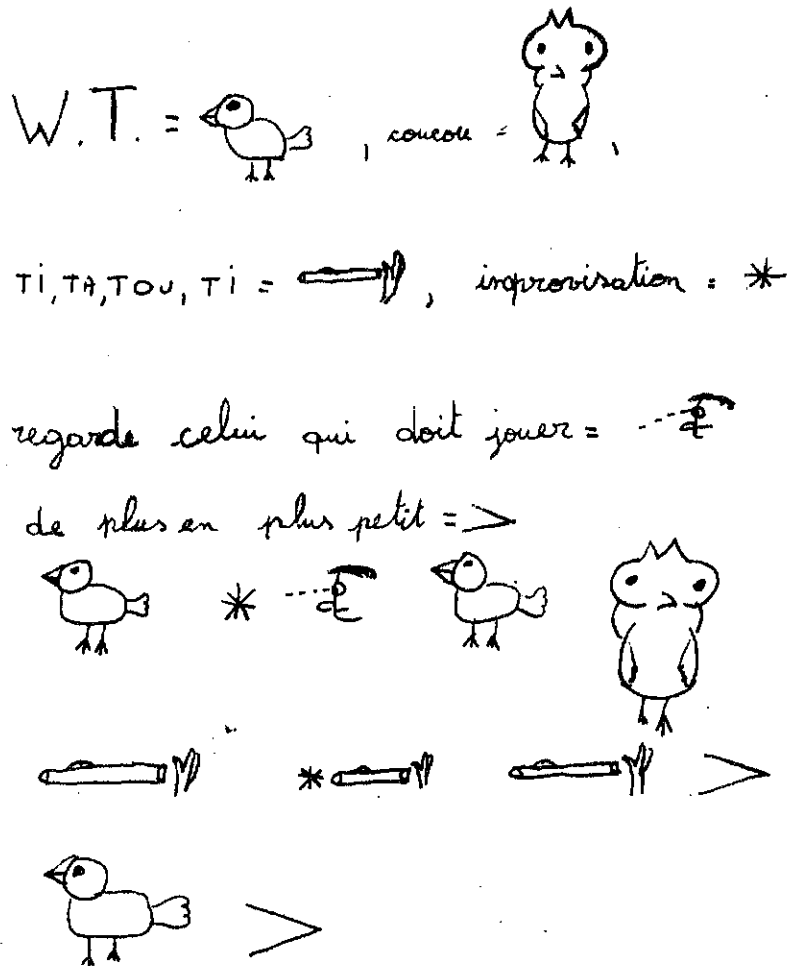 W.T. = , coucou = ,
Ti, TA, TOU, Ti = , improvisation : *
regarde celui qui doit jouer =
de plus en plus petit = >
*
* >
>